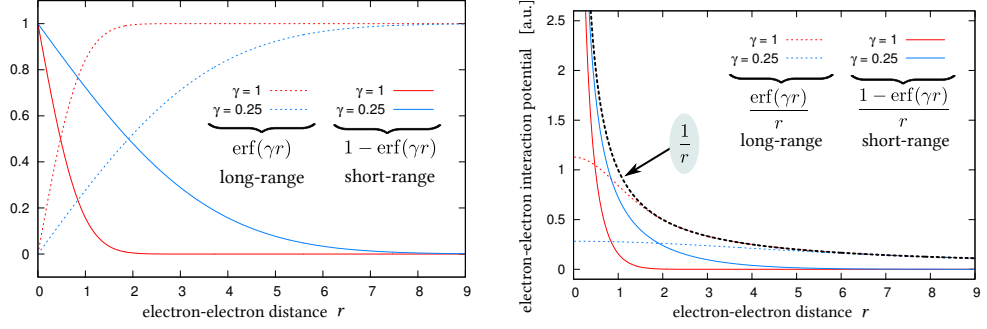 1
0.8
0.6
0.4
0.2
0
0 1 2 3 4 5 6 7 8 9
electron-electron distance r
γ = 1 γ = 1
γ = 0.25 γ = 0.25
erf(γr) 1 − erf(γr)
long-range short-range
electron-electron interaction potential [a.u.]
2.5
2
1.5
1
0.5
0
0 1 2 3 4 5 6 7 8 9
electron-electron distance r
γ = 1 γ = 1
γ = 0.25 γ = 0.25
erf(γr) 1 − erf(γr)
r r
long-range short-range
1
r